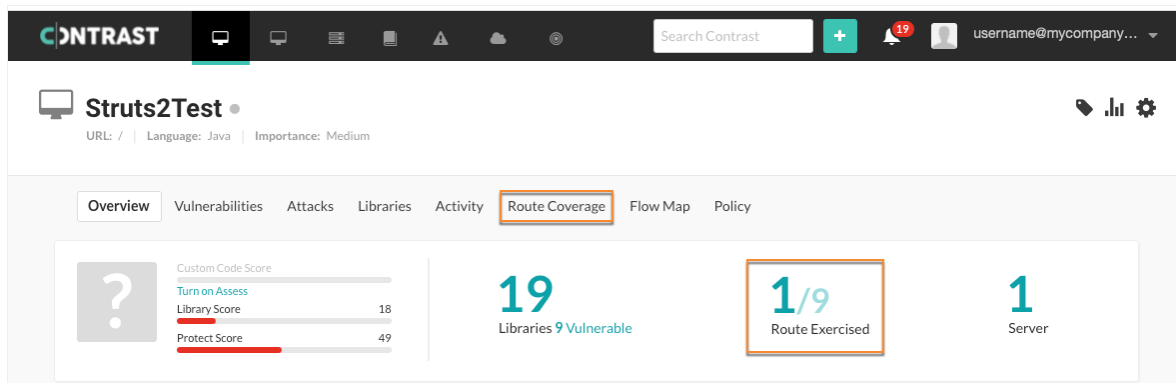 CONTRAST
Search Contrast
+
19
username@mycompany...
Struts2Test
URL: / | Language: Java | Importance: Medium
Overview Vulnerabilities Attacks Libraries Activity Route Coverage Flow Map Policy
?
Custom Code Score
Turn on Assess
Library Score 18
Protect Score 49
19
Libraries 9 Vulnerable
1/9
Route Exercised
1
Server